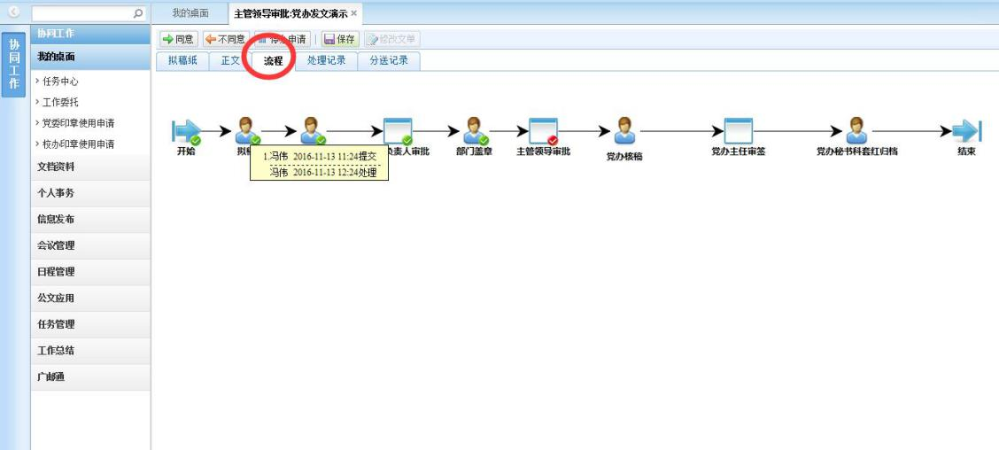 我的桌面
主管领导审批:党办发文演示 ×
协同工作
协同工作
同意
不同意
申请
保存
修改文单
我的桌面
拟稿纸
正文
流程
处理记录
分送记录
任务中心
工作委托
党委印章使用申请
校办印章使用申请
文档资料
个人事务
信息发布
会议管理
日程管理
公文应用
任务管理
工作总结
广邮通
开始
拟
责人审批
部门盖章
主管领导审批
党办核稿
党办主任审签
党办秘书科套红归档
结束
1.冯伟 2016-11-13 11:24提交
冯伟 2016-11-13 12:24处理